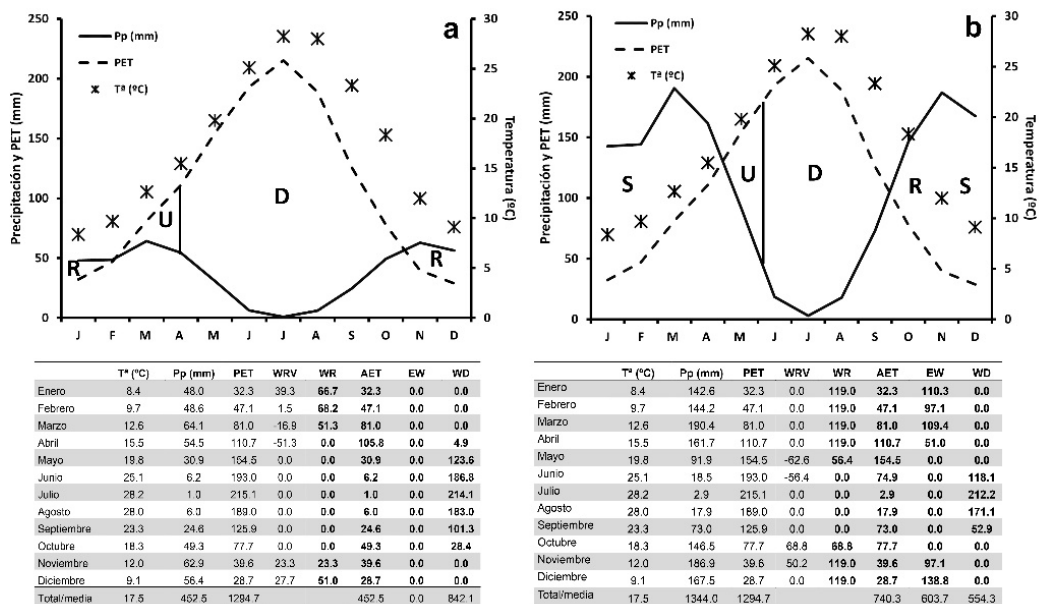 a
Pp (mm)
PET
Tª (ºC)
Precipitación y PET (mm)
250
200
150
100
50
0
Temperatura (ºC)
30
25
20
15
10
5
0
R U D R
J F M A M J J A S O N D
Tª (ºC) Pp (mm) PET WRV WR AET EW WD
Enero 8.4 48.0 32.3 39.3 66.7 32.3 0.0 0.0
Febrero 9.7 48.6 47.1 1.5 68.2 47.1 0.0 0.0
Marzo 12.6 64.1 81.0 -16.9 51.3 81.0 0.0 0.0
Abril 15.5 54.5 110.7 -51.3 0.0 105.8 0.0 4.9
Mayo 19.8 30.9 154.5 0.0 0.0 30.9 0.0 123.6
Junio 25.1 6.2 193.0 0.0 0.0 6.2 0.0 186.8
Julio 28.2 1.0 215.1 0.0 0.0 1.0 0.0 214.1
Agosto 28.0 6.0 189.0 0.0 0.0 6.0 0.0 183.0
Septiembre 23.3 24.6 125.9 0.0 0.0 24.6 0.0 101.3
Octubre 18.3 49.3 77.7 0.0 0.0 49.3 0.0 28.4
Noviembre 12.0 62.9 39.6 23.3 23.3 39.6 0.0 0.0
Diciembre 9.1 56.4 28.7 27.7 51.0 28.7 0.0 0.0
Total/media 17.5 452.5 1294.7 452.5 0.0 842.1
b
Pp (mm)
PET
Tª (ºC)
Precipitación y PET (mm)
250
200
150
100
50
0
Temperatura (ºC)
30
25
20
15
10
5
0
S U D R S
J F M A M J J A S O N D
Tª (ºC) Pp (mm) PET WRV WR AET EW WD
Enero 8.4 142.6 32.3 0.0 119.0 32.3 110.3 0.0
Febrero 9.7 144.2 47.1 0.0 119.0 47.1 97.1 0.0
Marzo 12.6 190.4 81.0 0.0 119.0 81.0 109.4 0.0
Abril 15.5 161.7 110.7 0.0 119.0 110.7 51.0 0.0
Mayo 19.8 91.9 154.5 -62.6 56.4 154.5 0.0 0.0
Junio 25.1 18.5 193.0 -56.4 0.0 74.9 0.0 118.1
Julio 28.2 2.9 215.1 0.0 0.0 2.9 0.0 212.2
Agosto 28.0 17.9 189.0 0.0 0.0 17.9 0.0 171.1
Septiembre 23.3 73.0 125.9 0.0 0.0 73.0 0.0 52.9
Octubre 18.3 146.5 77.7 68.8 68.8 77.7 0.0 0.0
Noviembre 12.0 186.9 39.6 50.2 119.0 39.6 97.1 0.0
Diciembre 9.1 167.5 28.7 0.0 119.0 28.7 138.8 0.0
Total/media 17.5 1344.0 1294.7 740.3 603.7 554.3